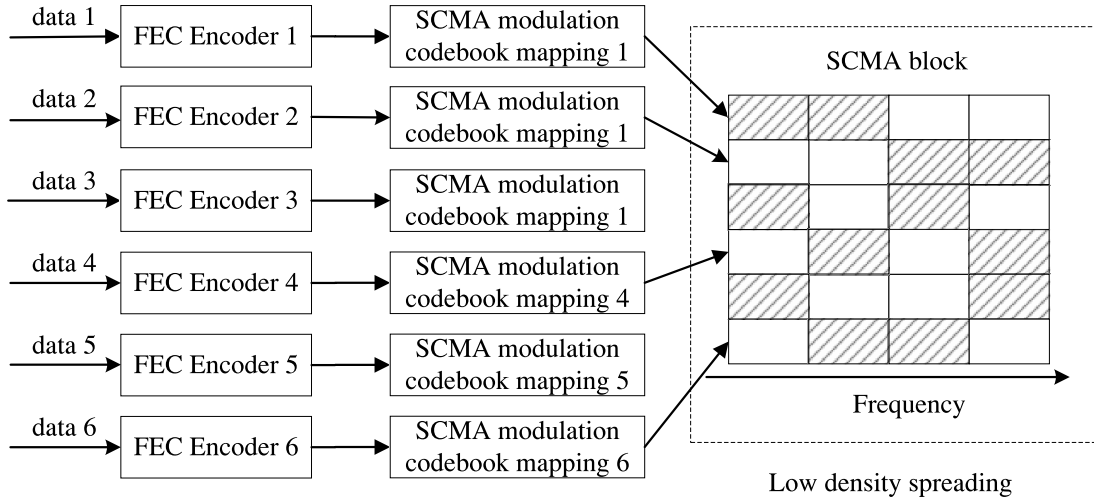 data 1
FEC Encoder 1
SCMA modulation
codebook mapping 1
data 2
FEC Encoder 2
SCMA modulation
codebook mapping 1
data 3
FEC Encoder 3
SCMA modulation
codebook mapping 1
data 4
FEC Encoder 4
SCMA modulation
codebook mapping 4
data 5
FEC Encoder 5
SCMA modulation
codebook mapping 5
data 6
FEC Encoder 6
SCMA modulation
codebook mapping 6
SCMA block
Frequency
Low density spreading